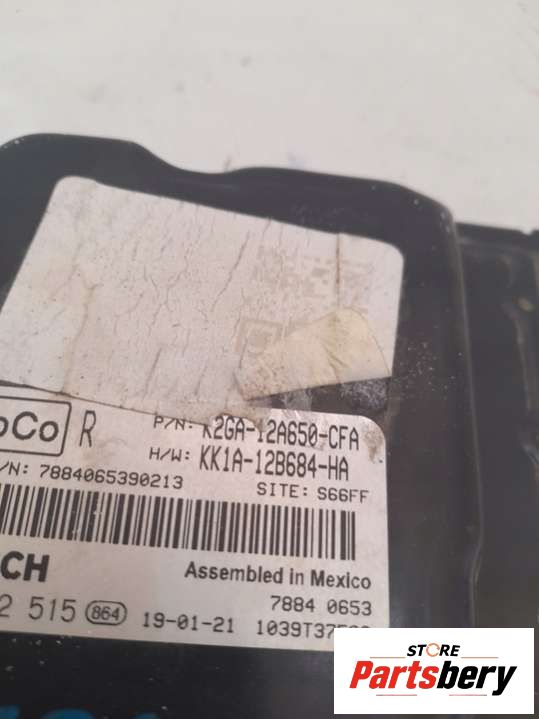 oCo R P/N: K2GA-12A650-CFA
H/W: KK1A-12B684-HA
/N: 7884065390213 SITE: S66FF
CH Assembled in Mexico
7884 0653
2 515 864 19-01-21
STORE
Partsbery